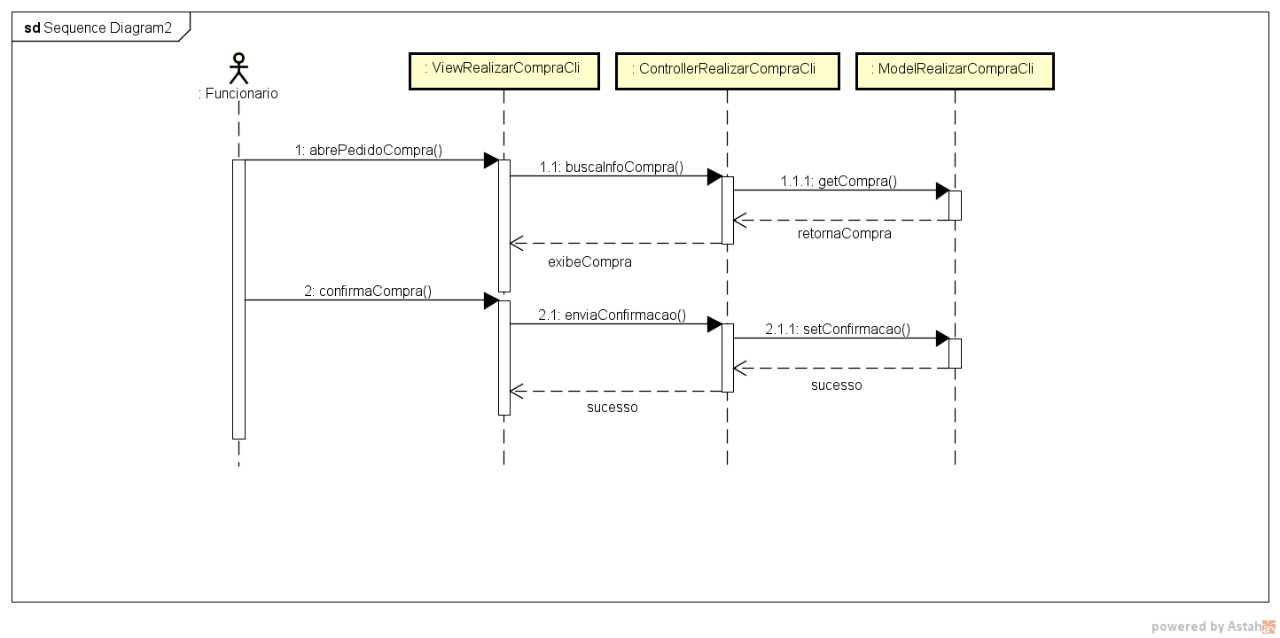 sd Sequence Diagram2
: Funcionario
: ViewRealizarCompraCli
: ControllerRealizarCompraCli
: ModelRealizarCompraCli
1: abrePedidoCompra()
1.1: buscaInfoCompra()
1.1.1: getCompra()
retornaCompra
exibeCompra
2: confirmaCompra()
2.1: enviaConfirmacao()
2.1.1: setConfirmacao()
sucesso
sucesso
powered by Astah